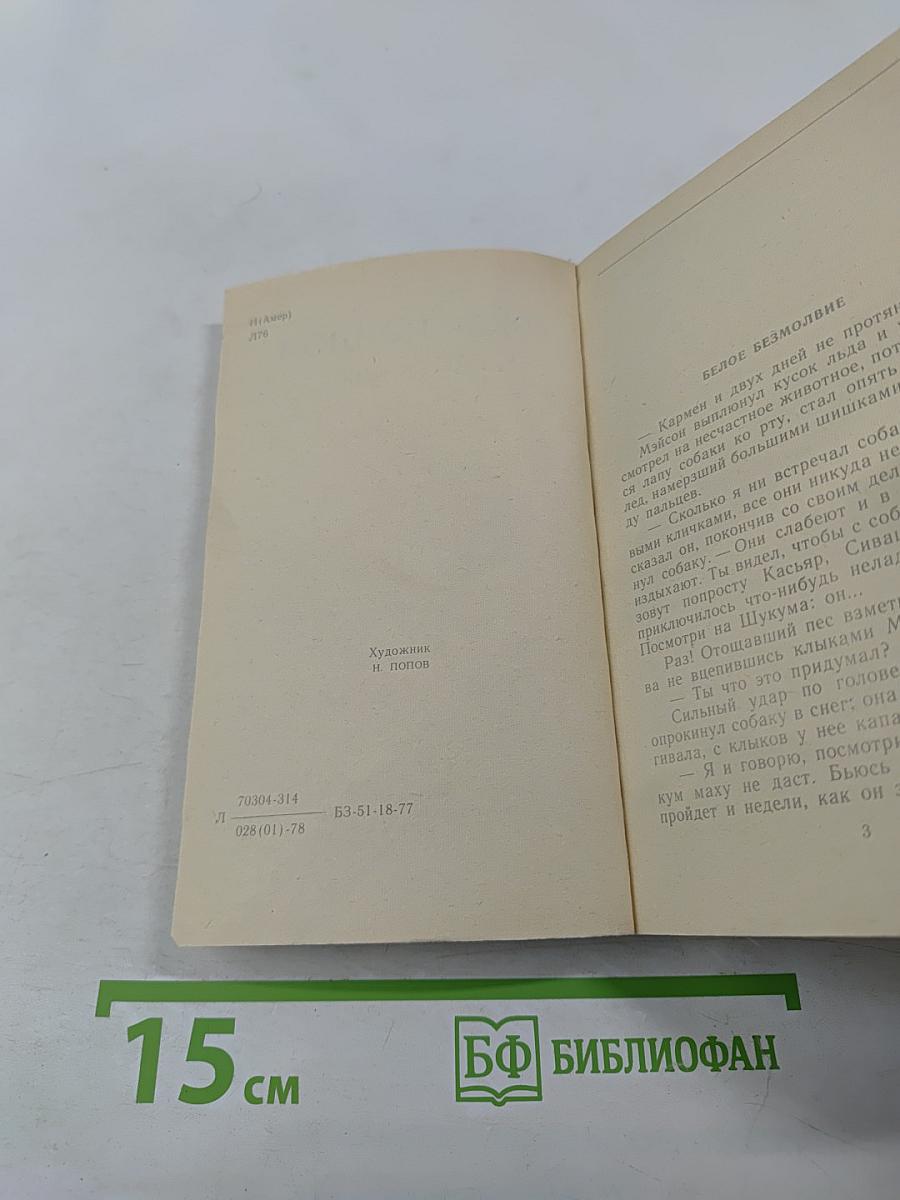 И(Амер)
Л76
Художник
Н. ПОПОВ
Л 70304-314
028(01)-78 БЗ-51-18-77
БЕЛОЕ БЕЗМОЛВИЕ
— Кармен и двух дней не протян
Мэйсон выплюнул кусок льда и у
смотрел на несчастное животное, пот
ся лапу собаки ко рту, стал опять
лед, намерзший большими шишками
ду пальцев.
— Сколько я ни встречал соба
выми кличками, все они никуда не
сказал он, покончив со своим дел
нул собаку. — Они слабеют и в
издыхают. Ты видел, чтобы с соб
зовут попросту Касьяр, Сиваш
приключилось что-нибудь нелад
Посмотри на Шукума: он...
Раз! Отощавший пес взмет
ва не вцепившись клыками М
— Ты что это придумал?
Сильный удар по голове
опрокинул собаку в снег; она
гивала, с клыков у нее капа
— Я и говорю, посмотри
кум маху не даст. Бьюсь
пройдет и недели, как он з
3
15 см
БФ БИБЛИОФАН